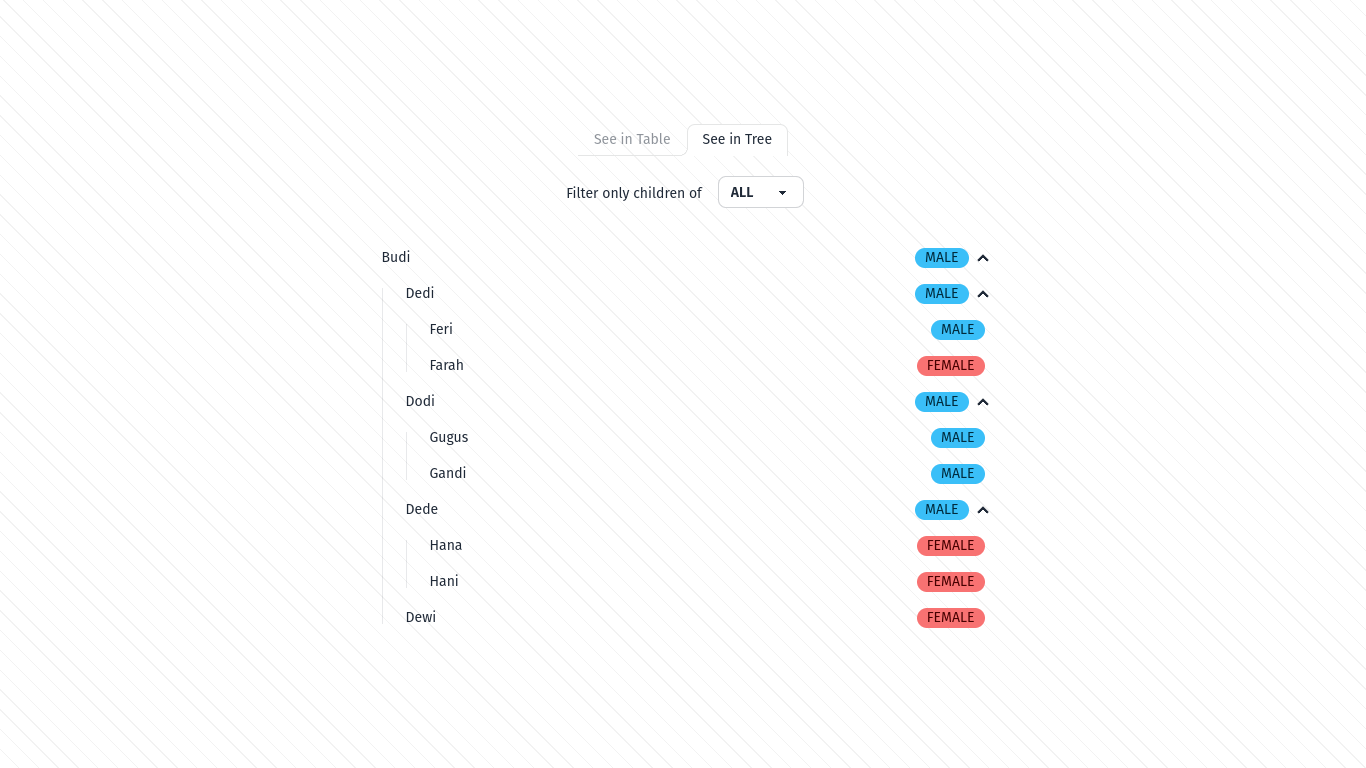 See in Table See in Tree
Filter only children of ALL
Budi MALE
Dedi MALE
Feri MALE
Farah FEMALE
Dodi MALE
Gugus MALE
Gandi MALE
Dede MALE
Hana FEMALE
Hani FEMALE
Dewi FEMALE